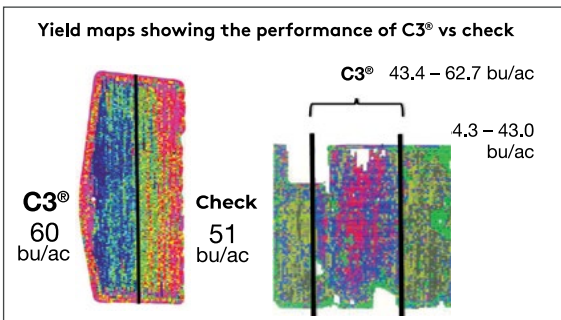 Yield maps showing the performance of C3® vs check
C3® 43.4 – 62.7 bu/ac
4.3 – 43.0
bu/ac
C3®
60
bu/ac
Check
51
bu/ac